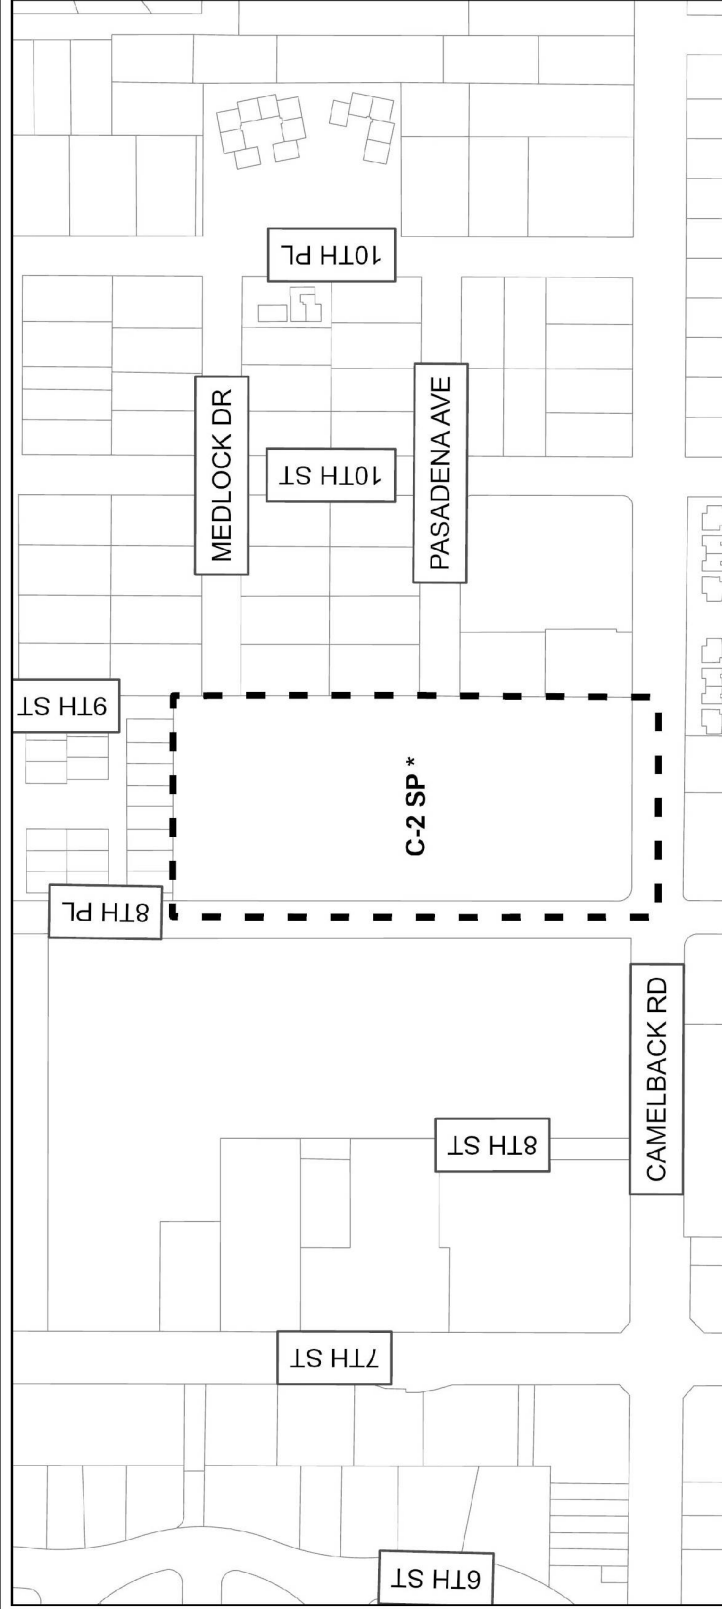 10TH PL
MEDLOCK DR
PASADENA AVE
10TH ST
9TH ST
C-2 SP *
8TH PL
CAMELBACK RD
8TH ST
7TH ST
6TH ST